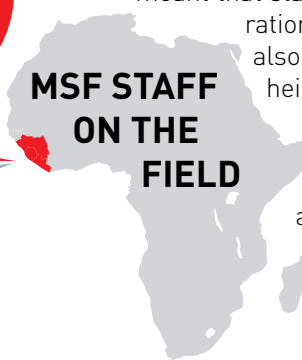 ration
also
hei
MSF STAFF
ON THE
FIELD
a